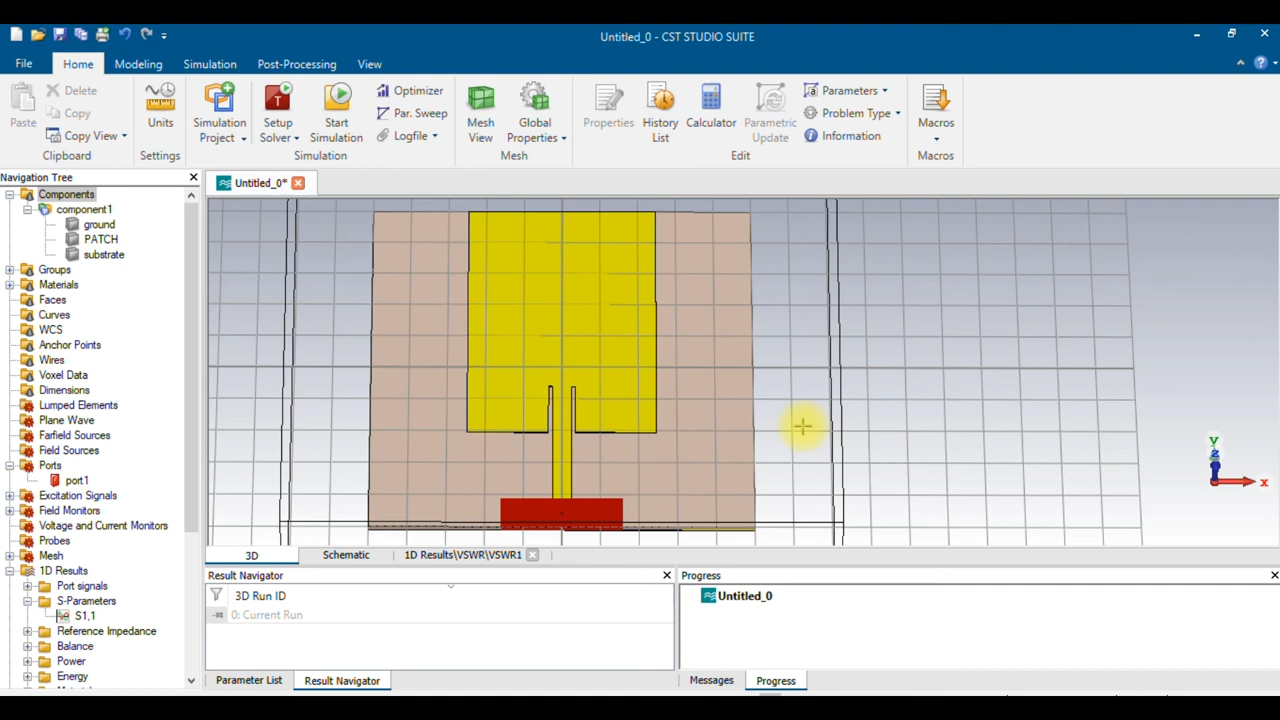 Untitled_0 - CST STUDIO SUITE
File Home Modeling Simulation Post-Processing View
Paste
Delete
Copy
Copy View
Clipboard
Units
Settings
Simulation Project
Setup Solver
Start Simulation
Optimizer
Par. Sweep
Logfile
Simulation
Mesh View
Global Properties
Mesh
Properties
History List
Calculator
Parametric Update
Parameters
Problem Type
Information
Edit
Macros
Macros
Navigation Tree
Untitled_0*
Components
component1
ground
PATCH
substrate
Groups
Materials
Faces
Curves
WCS
Anchor Points
Wires
Voxel Data
Dimensions
Lumped Elements
Plane Wave
Farfield Sources
Field Sources
Ports
port1
Excitation Signals
Field Monitors
Voltage and Current Monitors
Probes
Mesh
1D Results
Port signals
S-Parameters
S1,1
Reference Impedance
Balance
Power
Energy
y
z
x
3D Schematic 1D Results\VSWR\VSWR1
Result Navigator
3D Run ID
0: Current Run
Parameter List Result Navigator
Progress
Untitled_0
Messages Progress